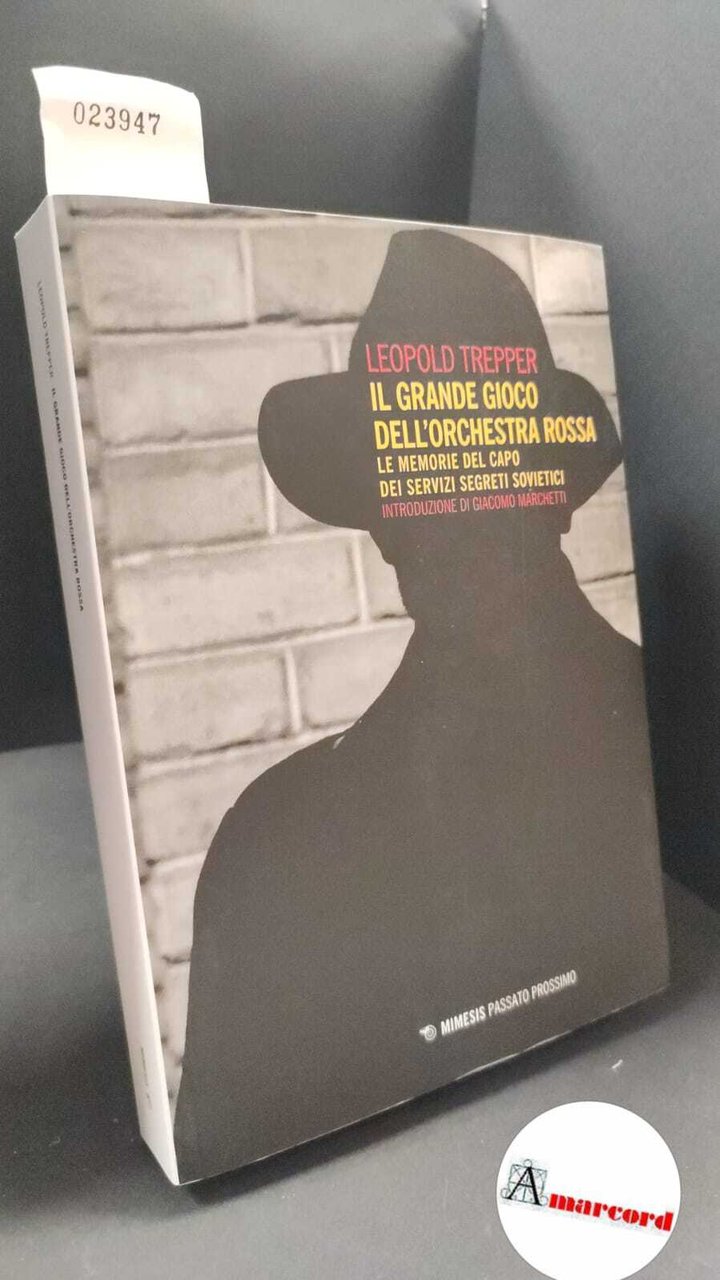 023947
LEOPOLD TREPPER IL GRANDE GIOCO DELL'ORCHESTRA ROSSA
LEOPOLD TREPPER
IL GRANDE GIOCO
DELL'ORCHESTRA ROSSA
LE MEMORIE DEL CAPO
DEI SERVIZI SEGRETI SOVIETICI
INTRODUZIONE DI GIACOMO MARCHETTI
MIMESIS PASSATO PROSSIMO
Amarcord